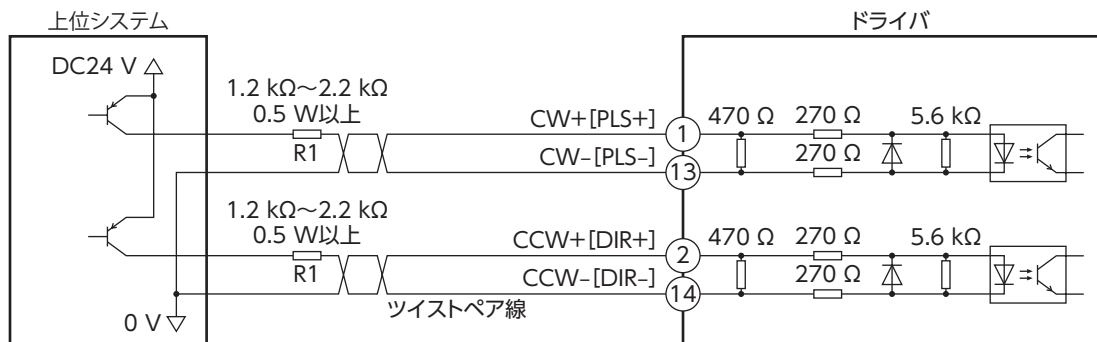 上位システム
ドライバ
DC24 V
1.2 kΩ～2.2 kΩ
0.5 W以上
R1
CW+[PLS+]
CW-[PLS-]
1
13
470 Ω
270 Ω
270 Ω
5.6 kΩ
1.2 kΩ～2.2 kΩ
0.5 W以上
R1
CCW+[DIR+]
CCW-[DIR-]
2
14
470 Ω
270 Ω
270 Ω
5.6 kΩ
ツイストペア線
0 V